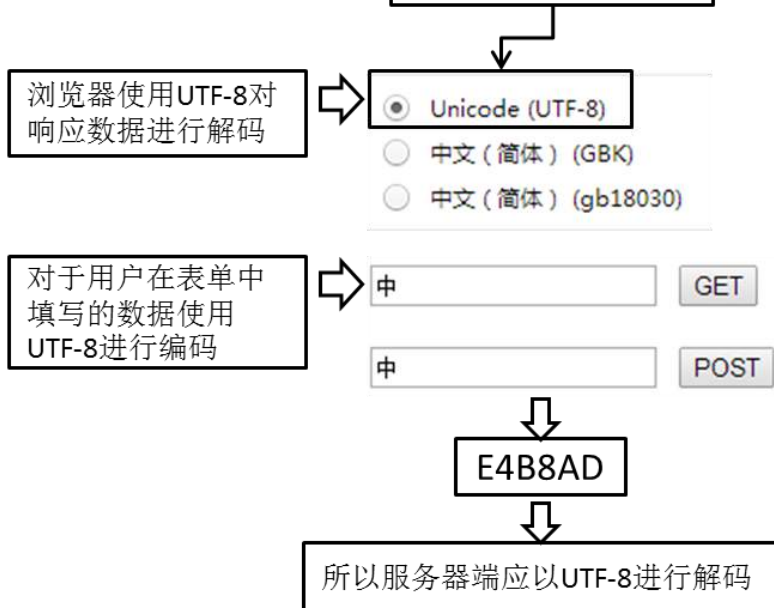 浏览器使用UTF-8对
响应数据进行解码
Unicode (UTF-8)
中文 ( 简体 ) (GBK)
中文 ( 简体 ) (gb18030)
对于用户在表单中
填写的数据使用
UTF-8进行编码
中
GET
中
POST
E4B8AD
所以服务器端应以UTF-8进行解码